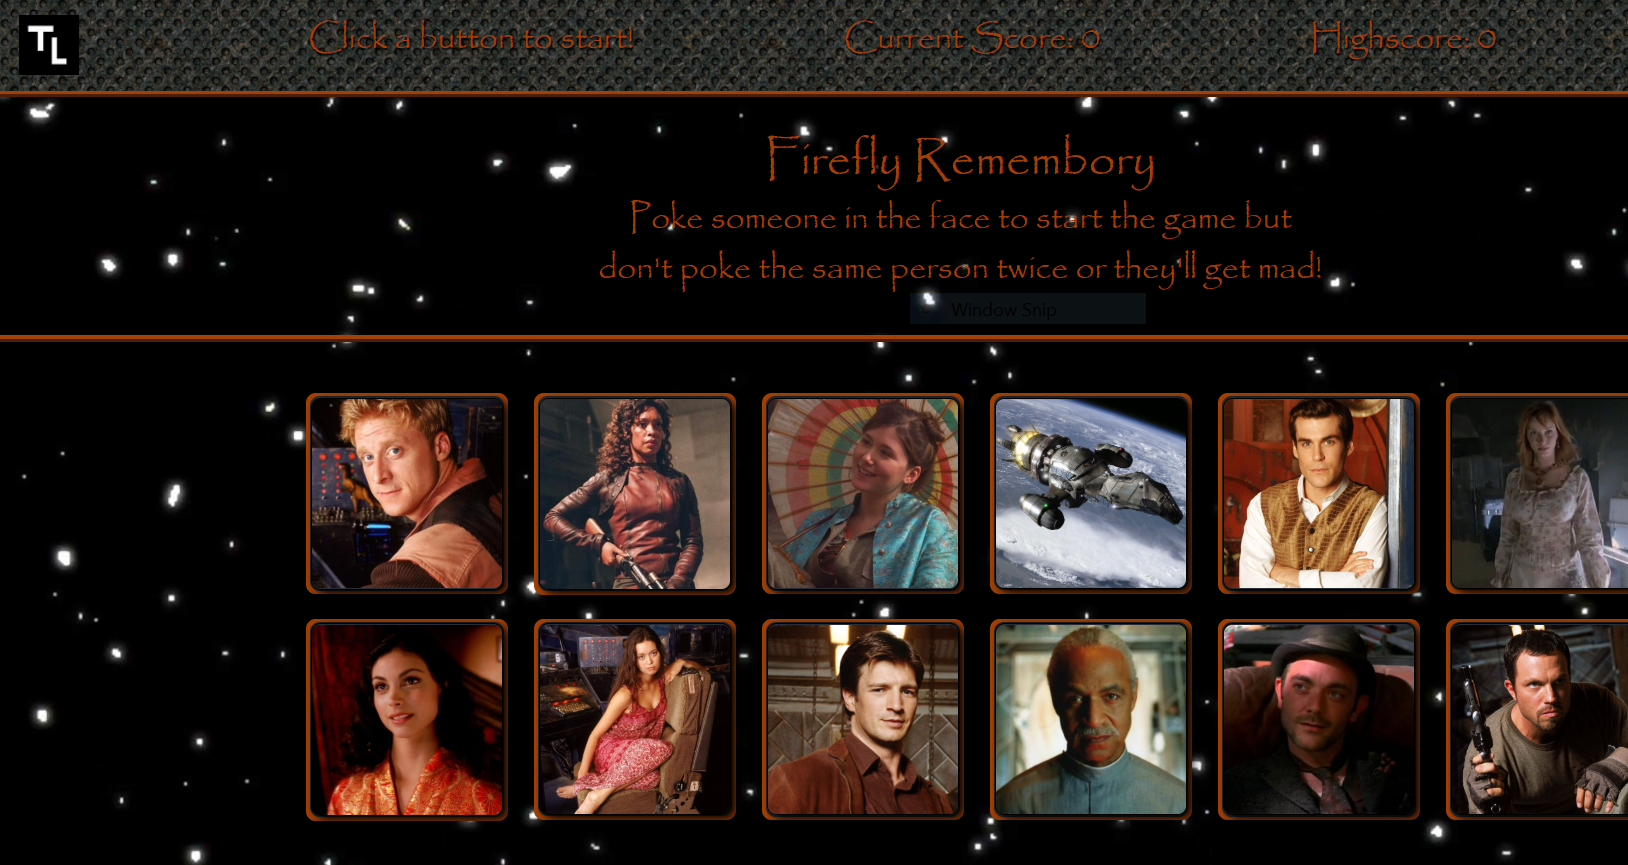 TL
Click a button to start!
Current Score: 0
Highscore: 0
Firefly Remembory
Poke someone in the face to start the game but
don't poke the same person twice or they'll get mad!
Window Snip